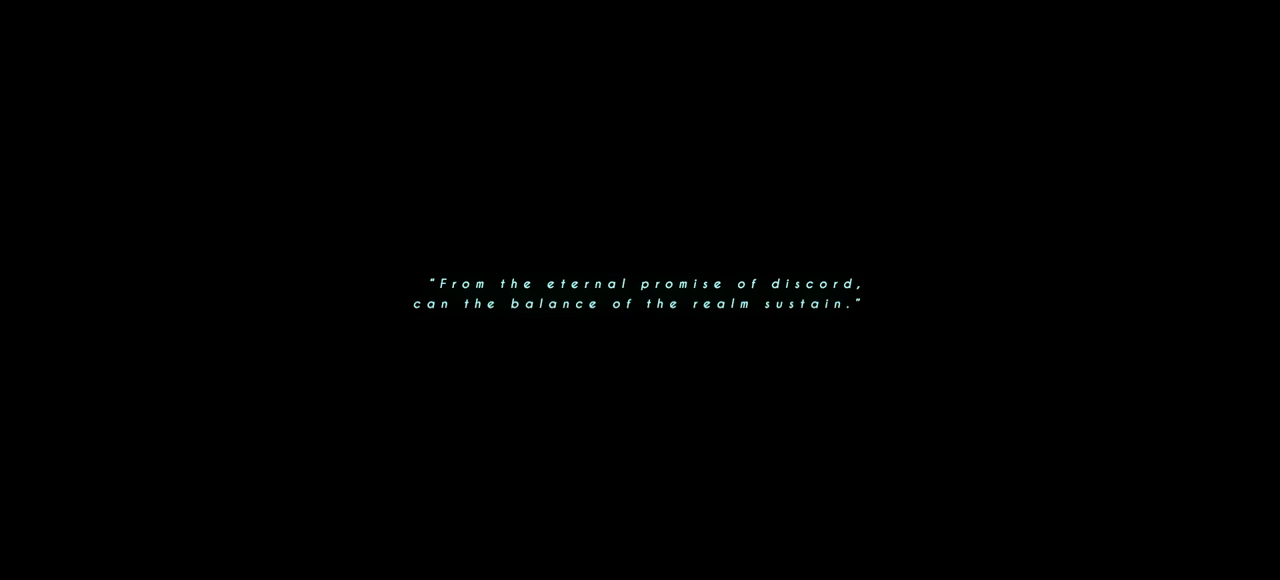 "From the eternal promise of discord,
can the balance of the realm sustain."